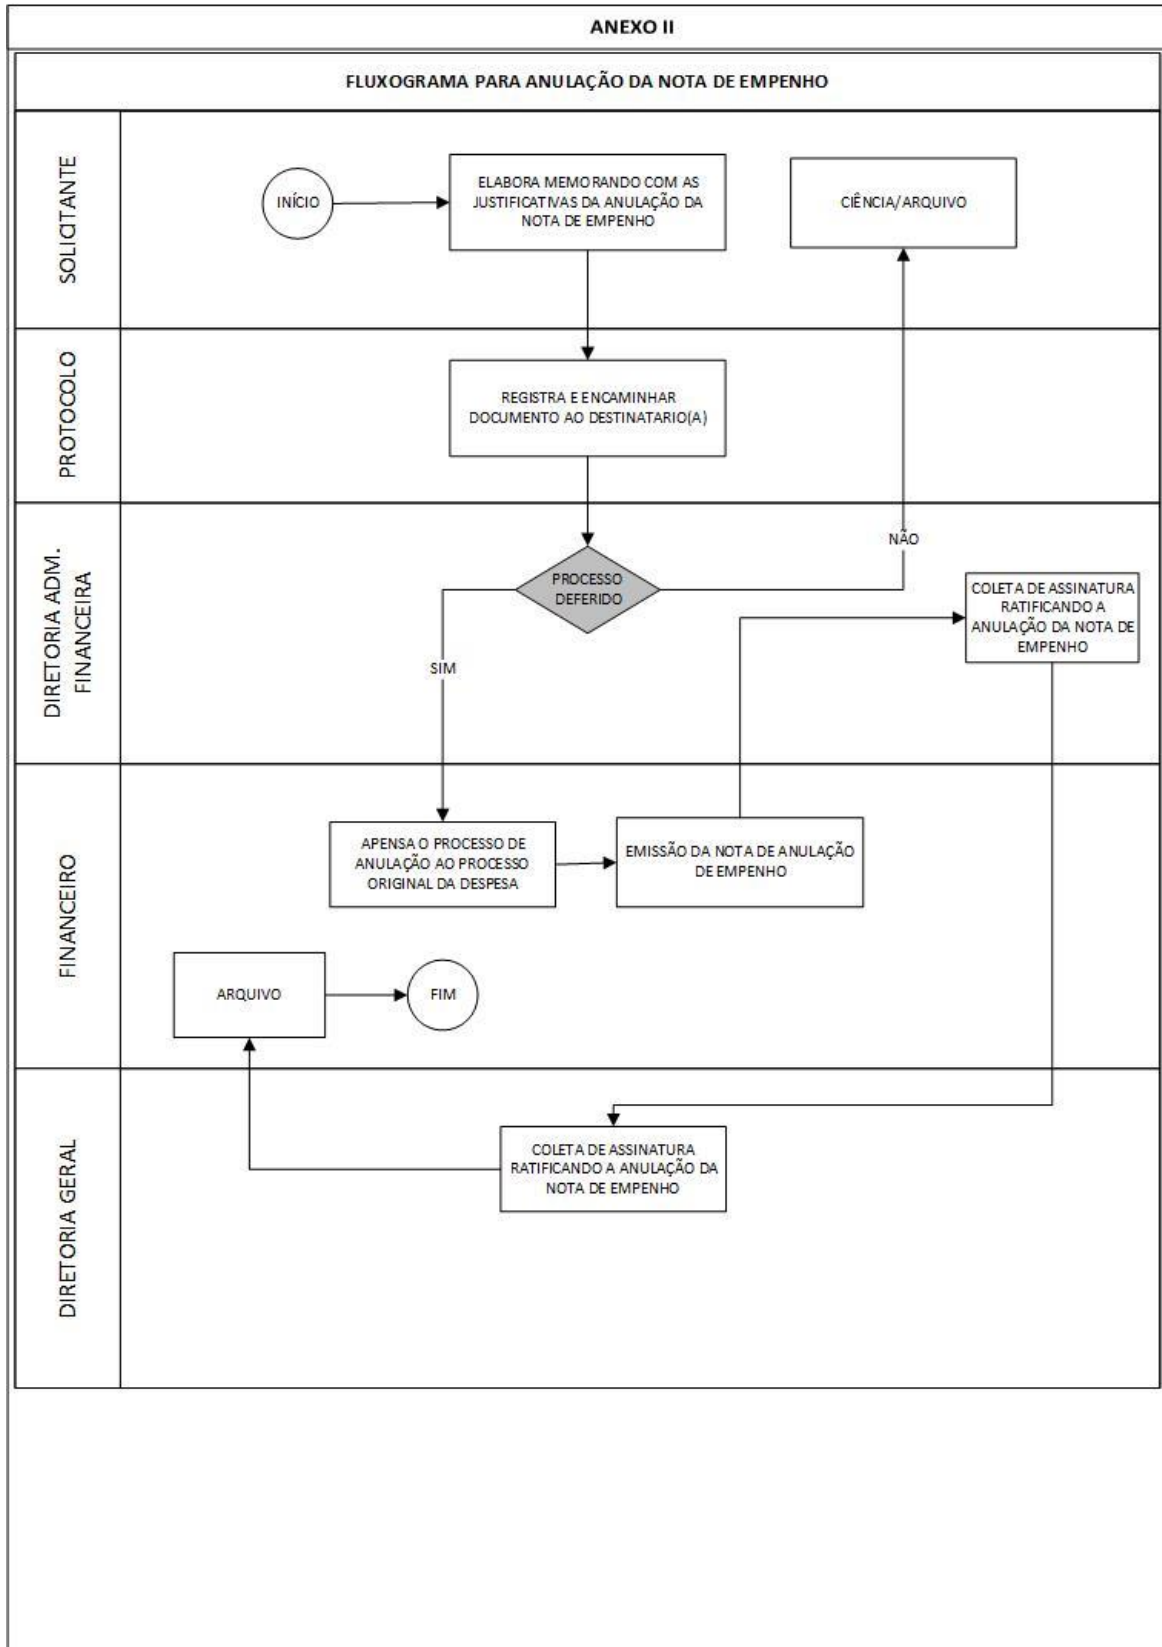 ANEXO II
FLUXOGRAMA PARA ANULAÇÃO DA NOTA DE EMPENHO
SOLICITANTE
INÍCIO
ELABORA MEMORANDO COM AS
JUSTIFICATIVAS DA ANULAÇÃO DA
NOTA DE EMPENHO
CIÊNCIA/ARQUIVO
PROTOCOLO
REGISTRA E ENCAMINHAR
DOCUMENTO AO DESTINATARIO(A)
DIRETORIA ADM.
FINANCEIRA
PROCESSO
DEFERIDO
NÃO
SIM
COLETA DE ASSINATURA
RATIFICANDO A
ANULAÇÃO DA NOTA DE
EMPENHO
FINANCEIRO
APENSA O PROCESSO DE
ANULAÇÃO AO PROCESSO
ORIGINAL DA DESPESA
EMISSÃO DA NOTA DE ANULAÇÃO
DE EMPENHO
ARQUIVO
FIM
DIRETORIA GERAL
COLETA DE ASSINATURA
RATIFICANDO A ANULAÇÃO DA
NOTA DE EMPENHO